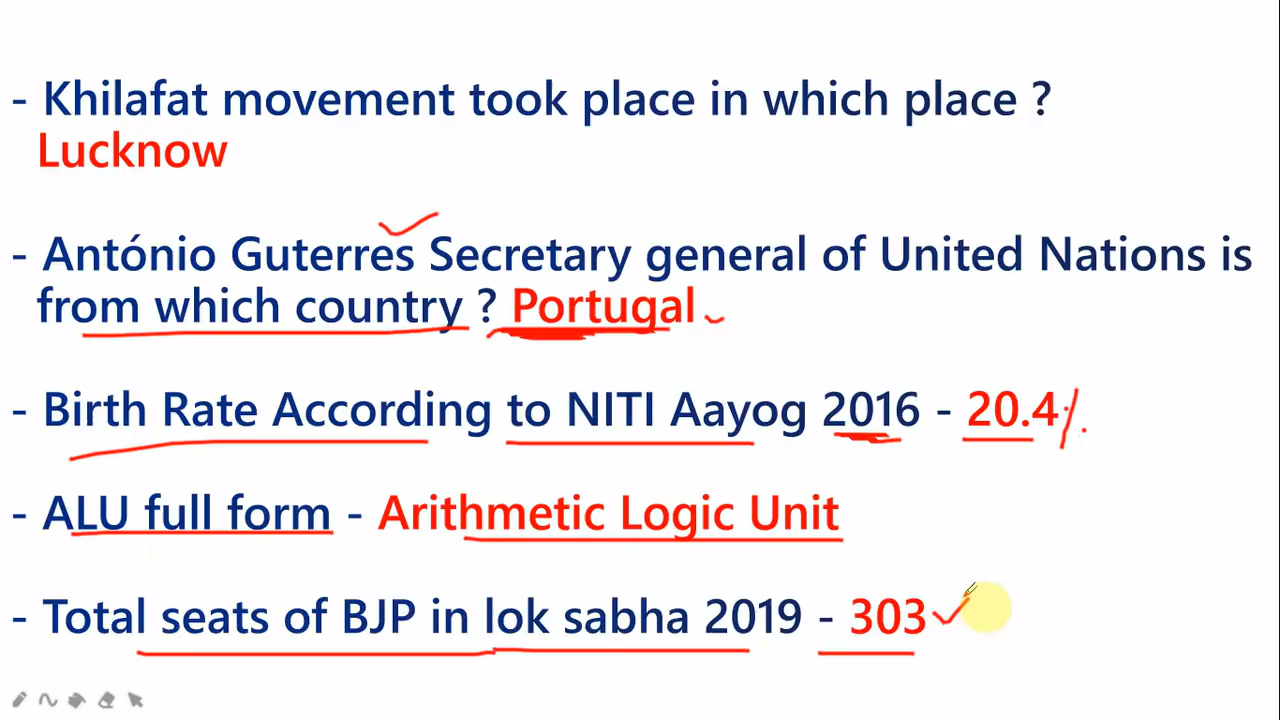 - Khilafat movement took place in which place ?
Lucknow
- António Guterres Secretary general of United Nations is
from which country ? Portugal
- Birth Rate According to NITI Aayog 2016 - 20.4%
- ALU full form - Arithmetic Logic Unit
- Total seats of BJP in lok sabha 2019 - 303